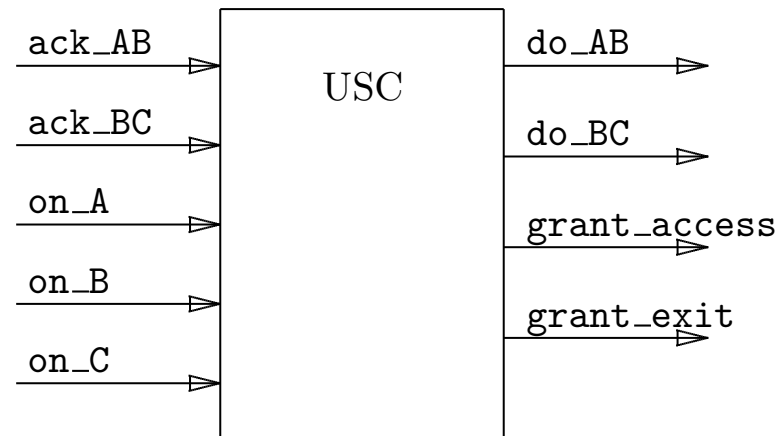 ack_AB
ack_BC
on_A
on_B
on_C
USC
do_AB
do_BC
grant_access
grant_exit